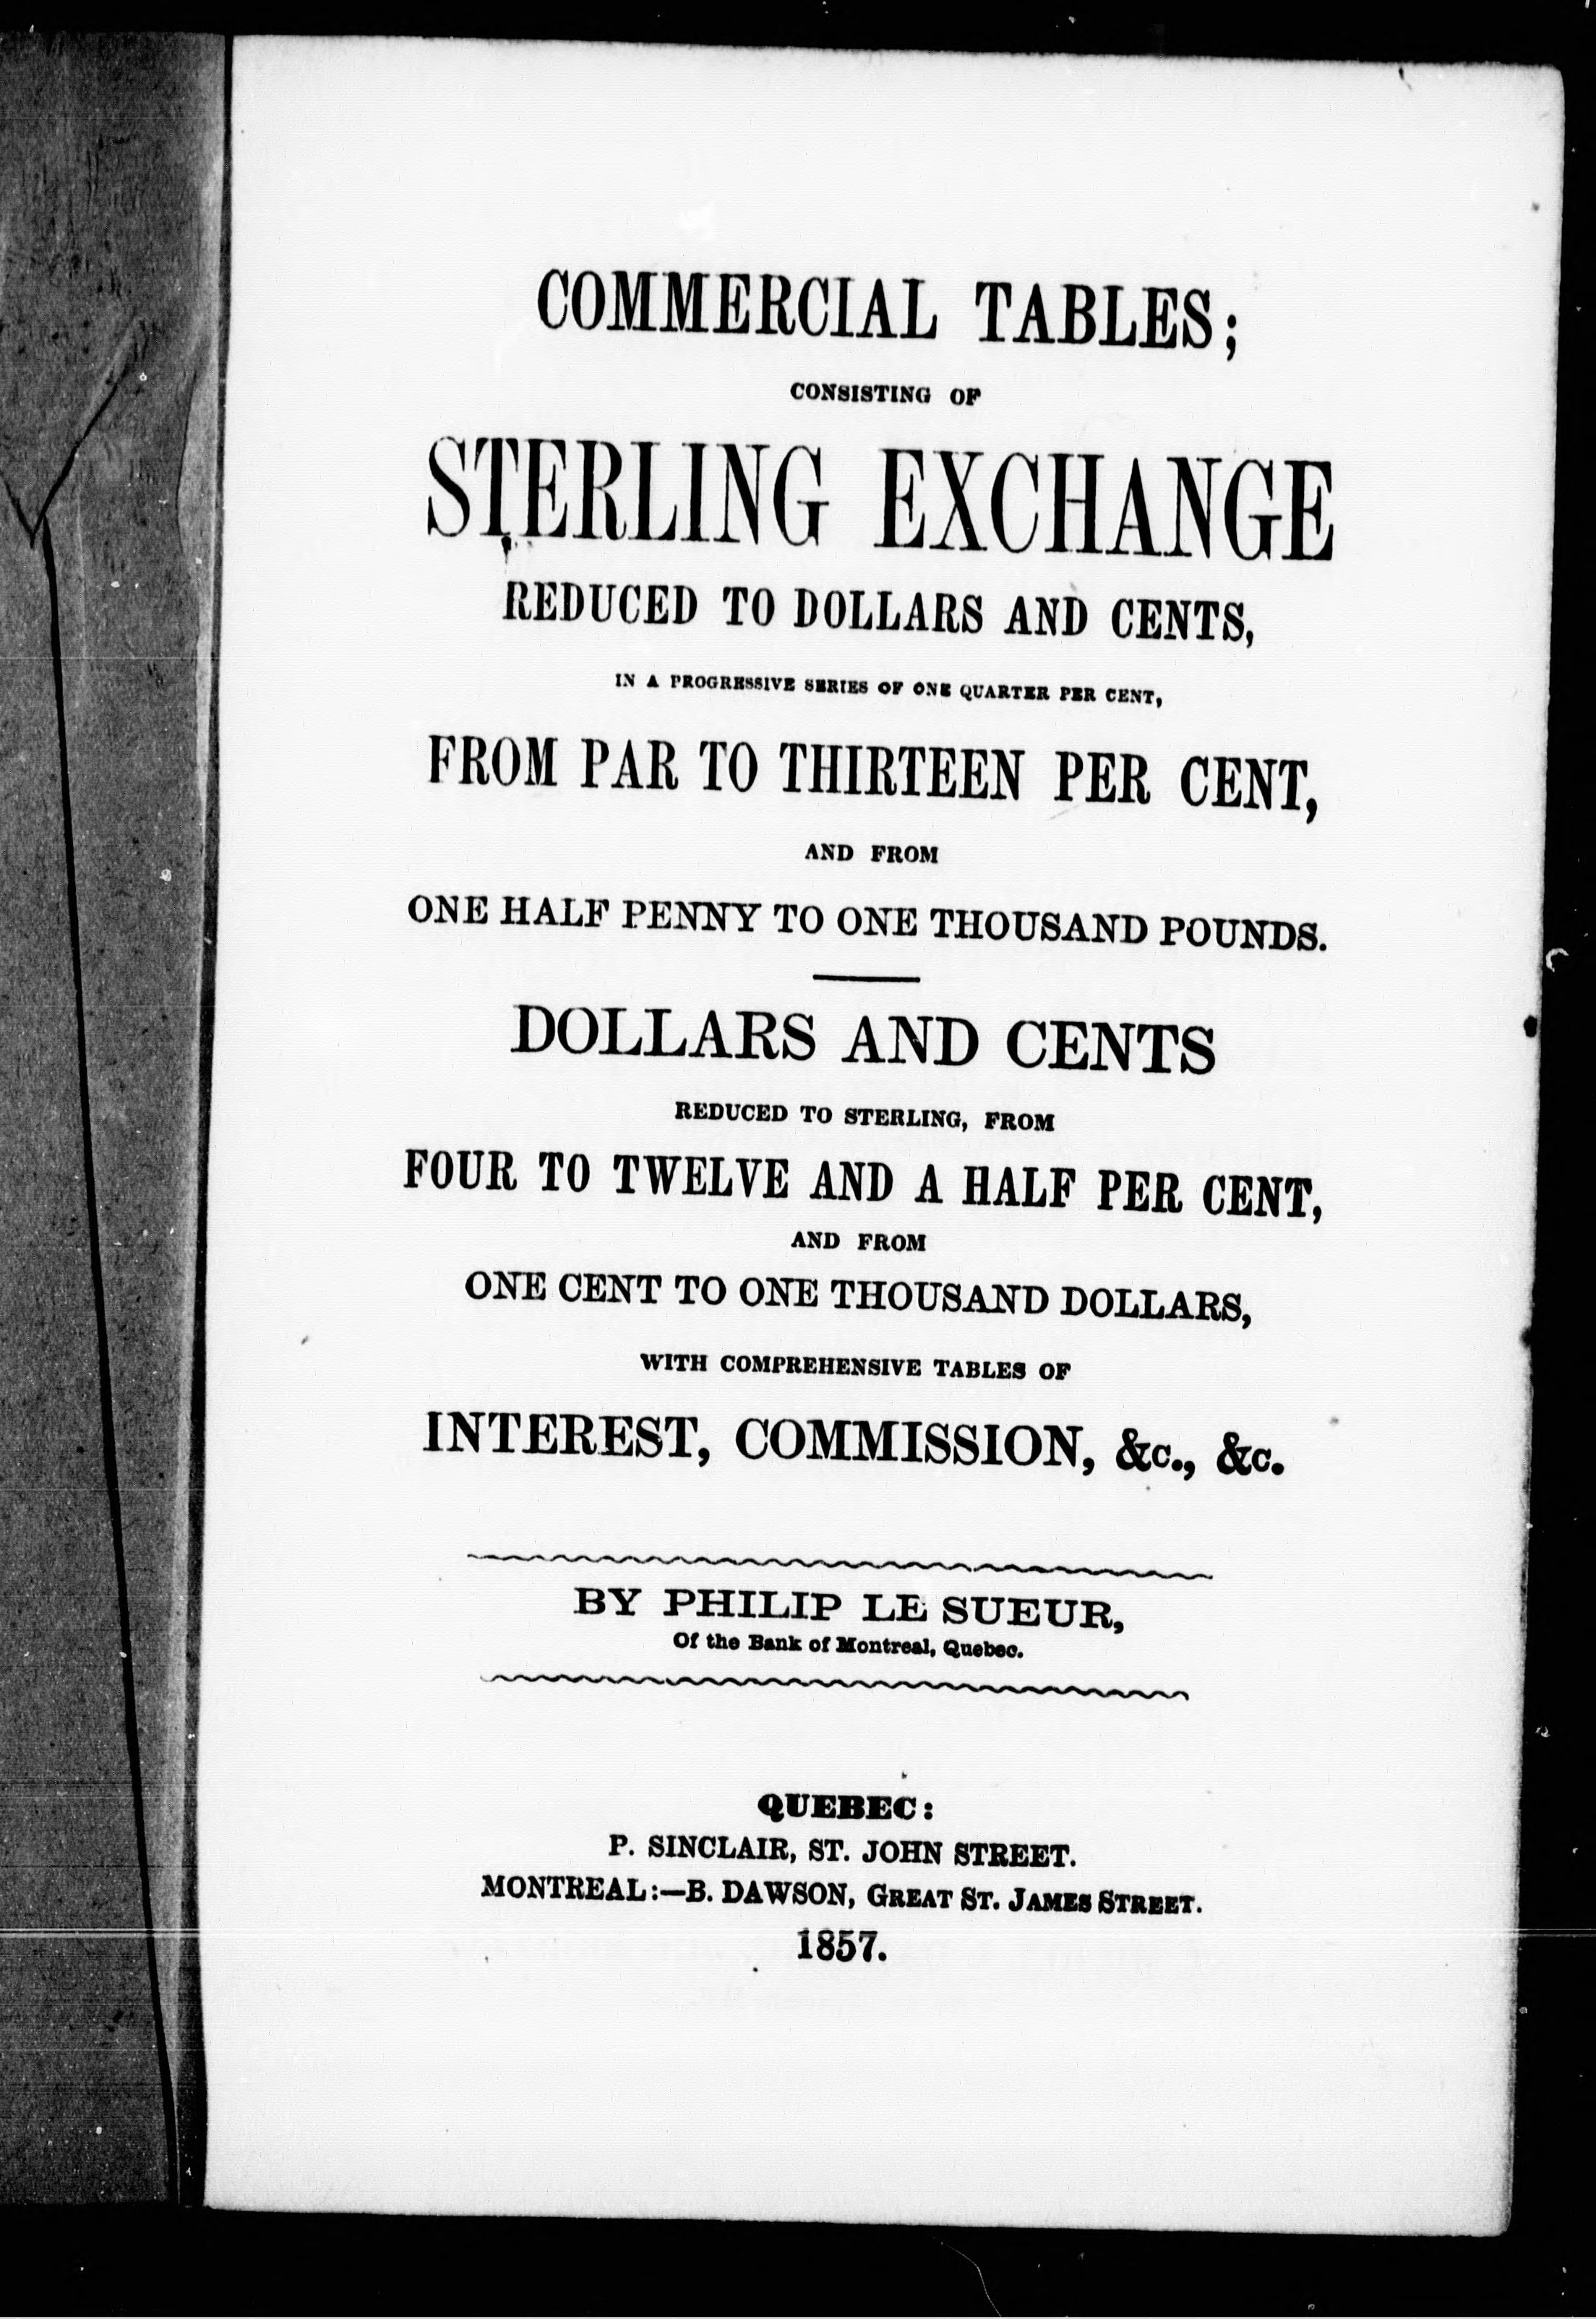 COMMERCIAL TABLES;
CONSISTING OF
STERLING EXCHANGE
REDUCED TO DOLLARS AND CENTS,
IN A PROGRESSIVE SERIES OF ONE QUARTER PER CENT,
FROM PAR TO THIRTEEN PER CENT,
AND FROM
ONE HALF PENNY TO ONE THOUSAND POUNDS.
DOLLARS AND CENTS
REDUCED TO STERLING, FROM
FOUR TO TWELVE AND A HALF PER CENT,
AND FROM
ONE CENT TO ONE THOUSAND DOLLARS,
WITH COMPREHENSIVE TABLES OF
INTEREST, COMMISSION, &c., &c.
BY PHILIP LE SUEUR,
Of the Bank of Montreal, Quebec.
QUEBEC:
P. SINCLAIR, ST. JOHN STREET.
MONTREAL:—B. DAWSON, GREAT ST. JAMES STREET.
1857.